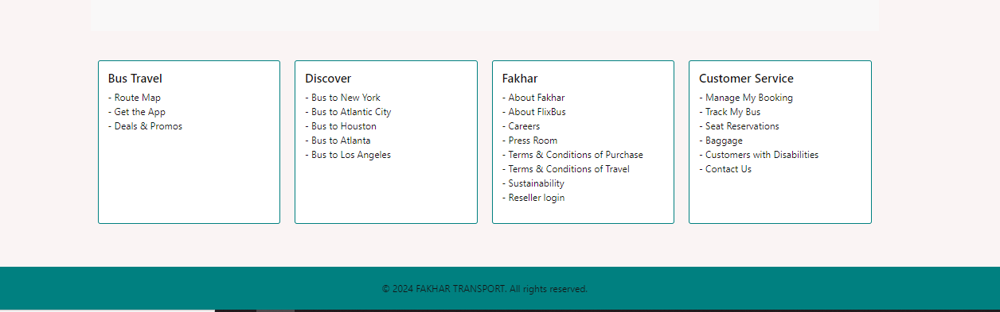 Bus Travel
- Route Map
- Get the App
- Deals & Promos
Discover
- Bus to New York
- Bus to Atlantic City
- Bus to Houston
- Bus to Atlanta
- Bus to Los Angeles
Fakhar
- About Fakhar
- About FlixBus
- Careers
- Press Room
- Terms & Conditions of Purchase
- Terms & Conditions of Travel
- Sustainability
- Reseller login
Customer Service
- Manage My Booking
- Track My Bus
- Seat Reservations
- Baggage
- Customers with Disabilities
- Contact Us
© 2024 FAKHAR TRANSPORT. All rights reserved.